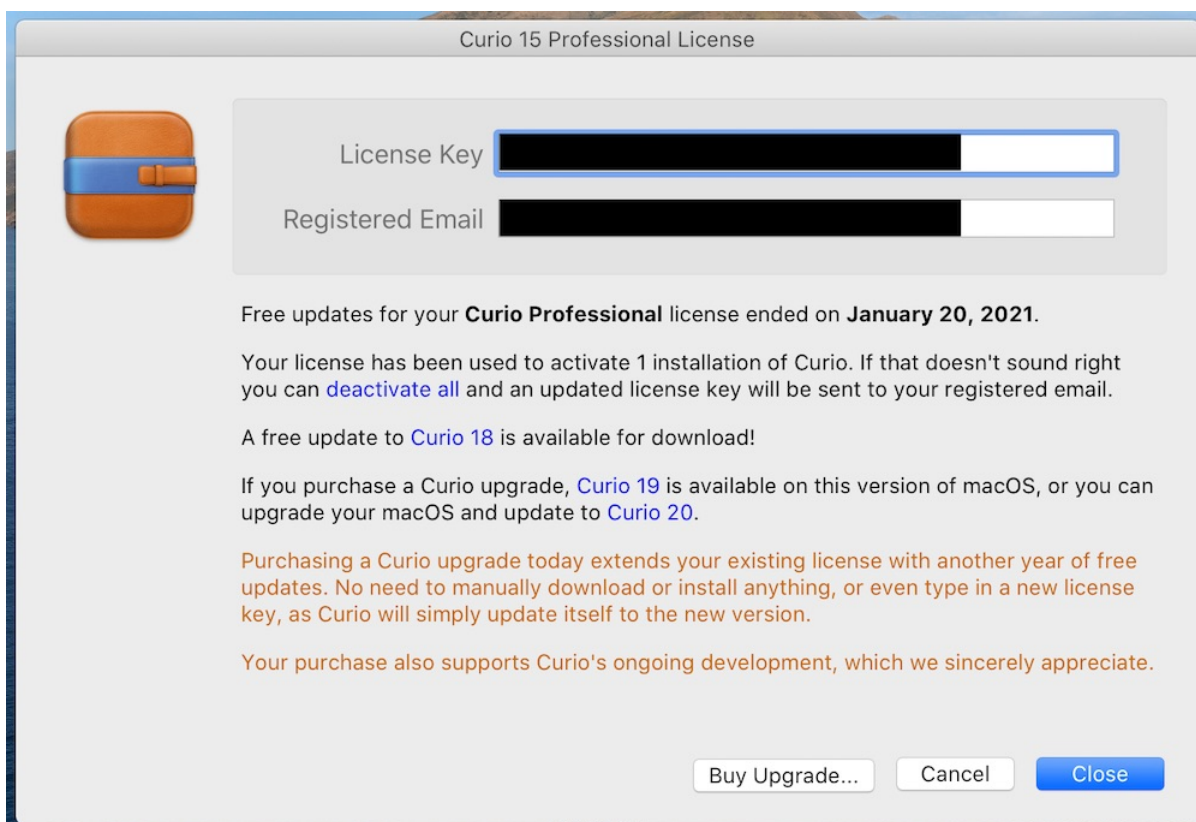 Curio 15 Professional License
License Key
Registered Email
Free updates for your Curio Professional license ended on January 20, 2021.
Your license has been used to activate 1 installation of Curio. If that doesn't sound right
you can deactivate all and an updated license key will be sent to your registered email.
A free update to Curio 18 is available for download!
If you purchase a Curio upgrade, Curio 19 is available on this version of macOS, or you can
upgrade your macOS and update to Curio 20.
Purchasing a Curio upgrade today extends your existing license with another year of free
updates. No need to manually download or install anything, or even type in a new license
key, as Curio will simply update itself to the new version.
Your purchase also supports Curio's ongoing development, which we sincerely appreciate.
Buy Upgrade... Cancel Close